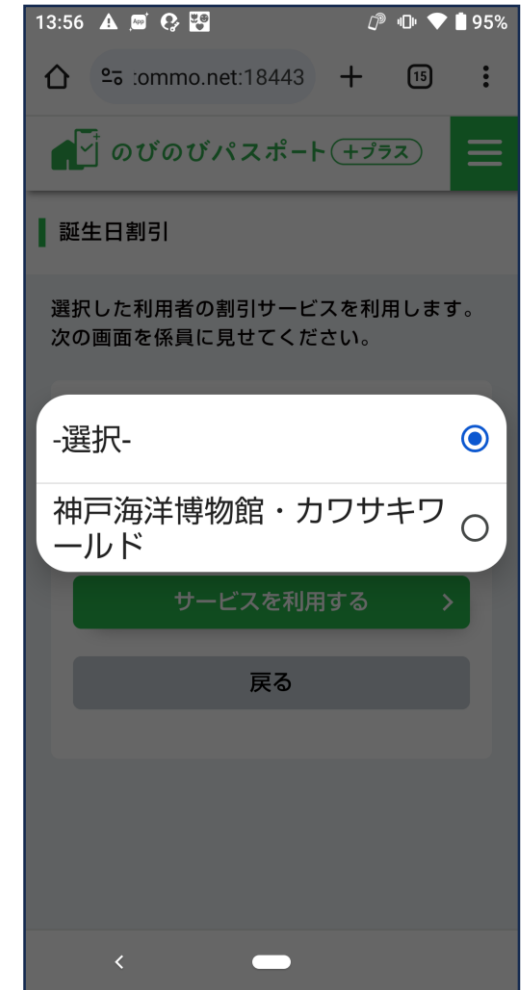 13:56
95%
:ommo.net:18443
15
のびのびパスポート +プラス
誕生日割引
選択した利用者の割引サービスを利用します。
次の画面を係員に見せてください。
-選択-
神戸海洋博物館・カワサキワ
ールド
サービスを利用する
戻る